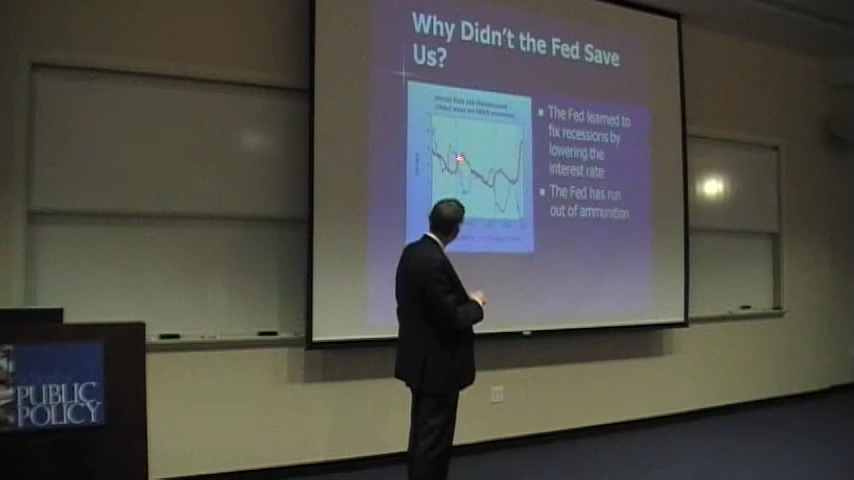 Why Didn't the Fed Save
Us?
■ The Fed learned to
fix recessions by
lowering the
interest rate
■ The Fed has run
out of ammunition
PUBLIC
POLICY